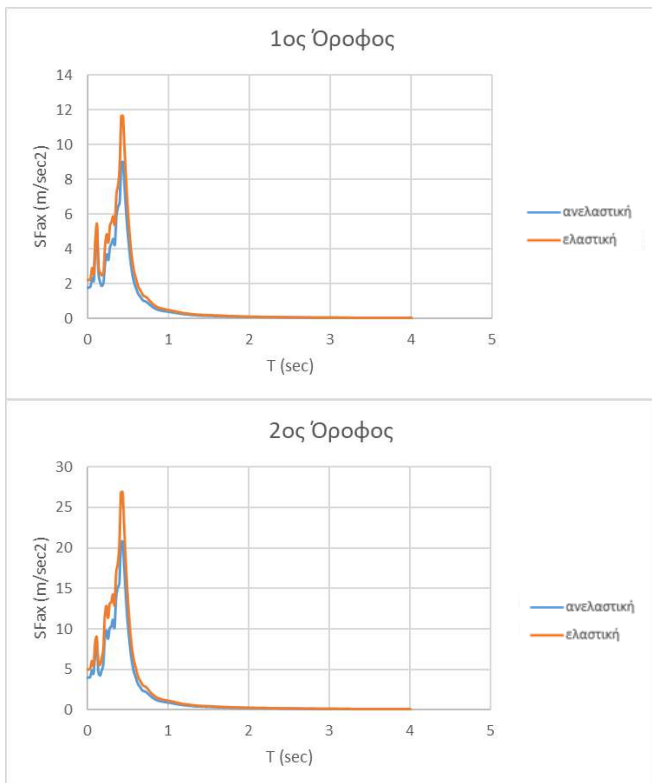 1ος Όροφος
14
12
10
8
6
4
2
0
SFax (m/sec2)
0 1 2 3 4 5
T (sec)
ανελαστική
ελαστική
2ος Όροφος
30
25
20
15
10
5
0
SFax (m/sec2)
0 1 2 3 4 5
T (sec)
ανελαστική
ελαστική